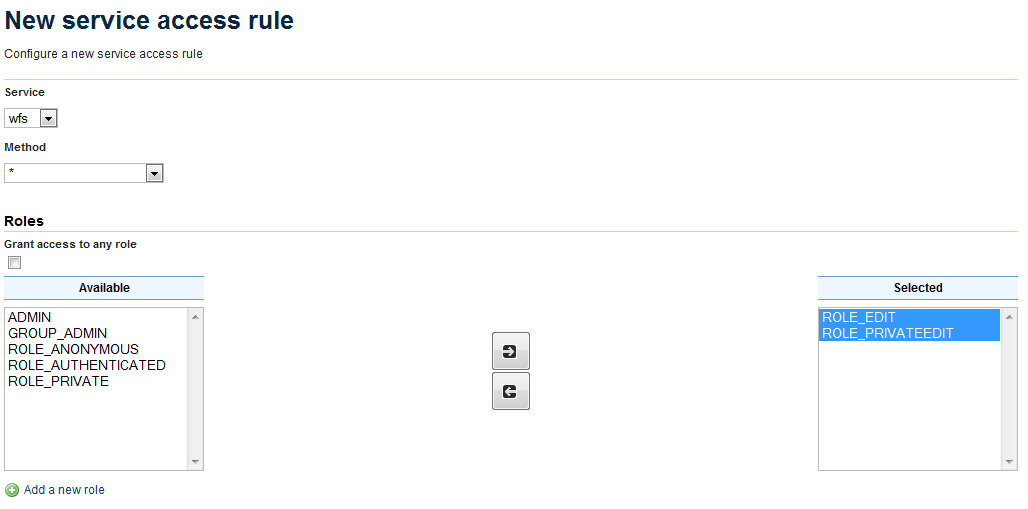 New service access rule
Configure a new service access rule
Service
wfs
Method
*
Roles
Grant access to any role
Available
Selected
ADMIN
GROUP_ADMIN
ROLE_ANONYMOUS
ROLE_AUTHENTICATED
ROLE_PRIVATE
ROLE_EDIT
ROLE_PRIVATEEDIT
Add a new role